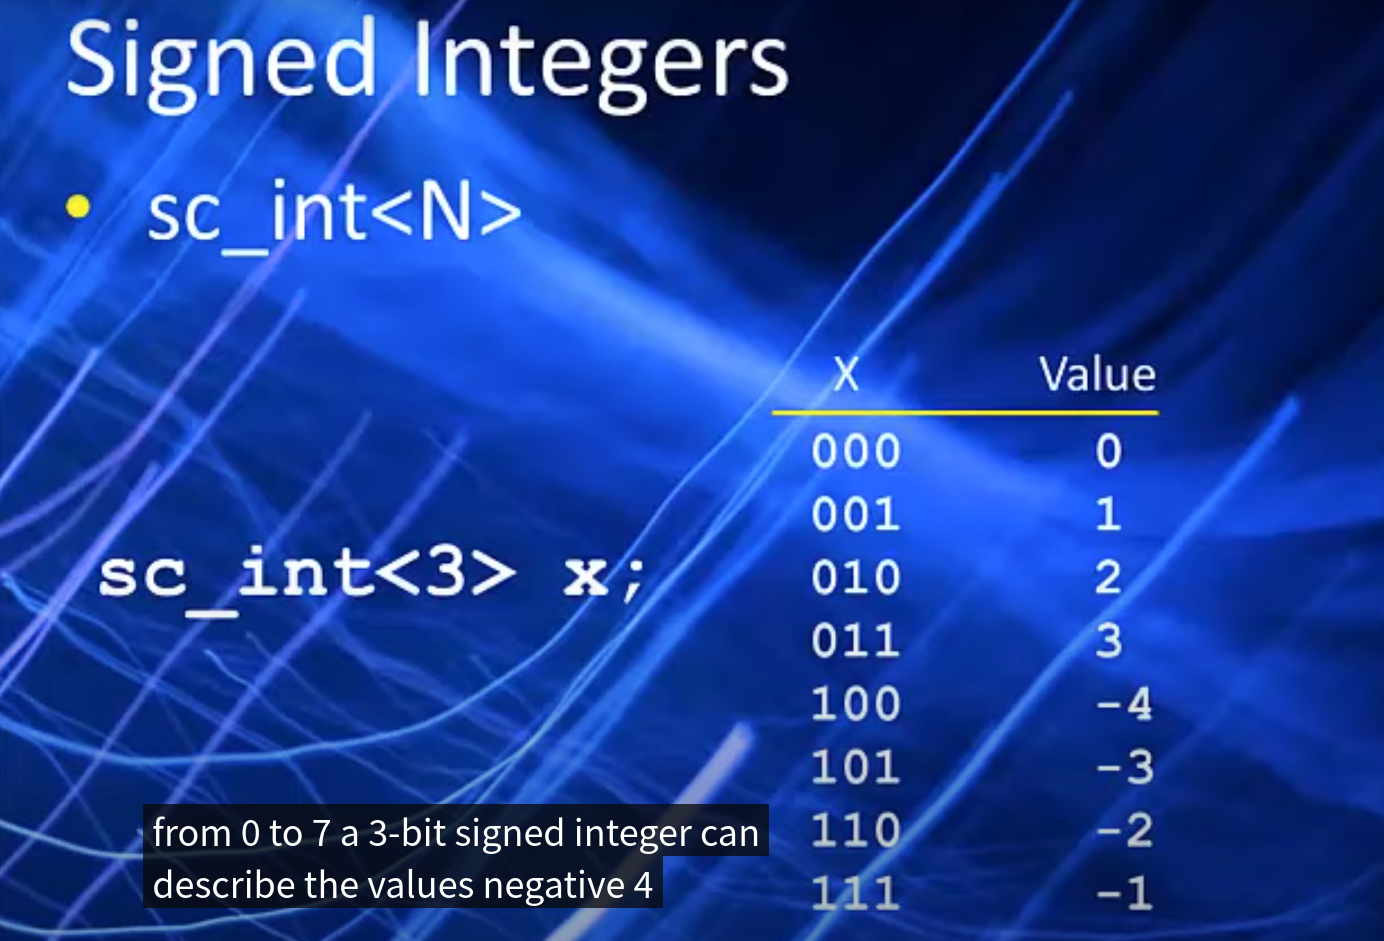 Signed Integers
• sc_int<N>
X Value
000 0
001 1
010 2
011 3
sc_int<3> x;
100 -4
101 -3
110 -2
111 -1
from 0 to 7 a 3-bit signed integer can
describe the values negative 4